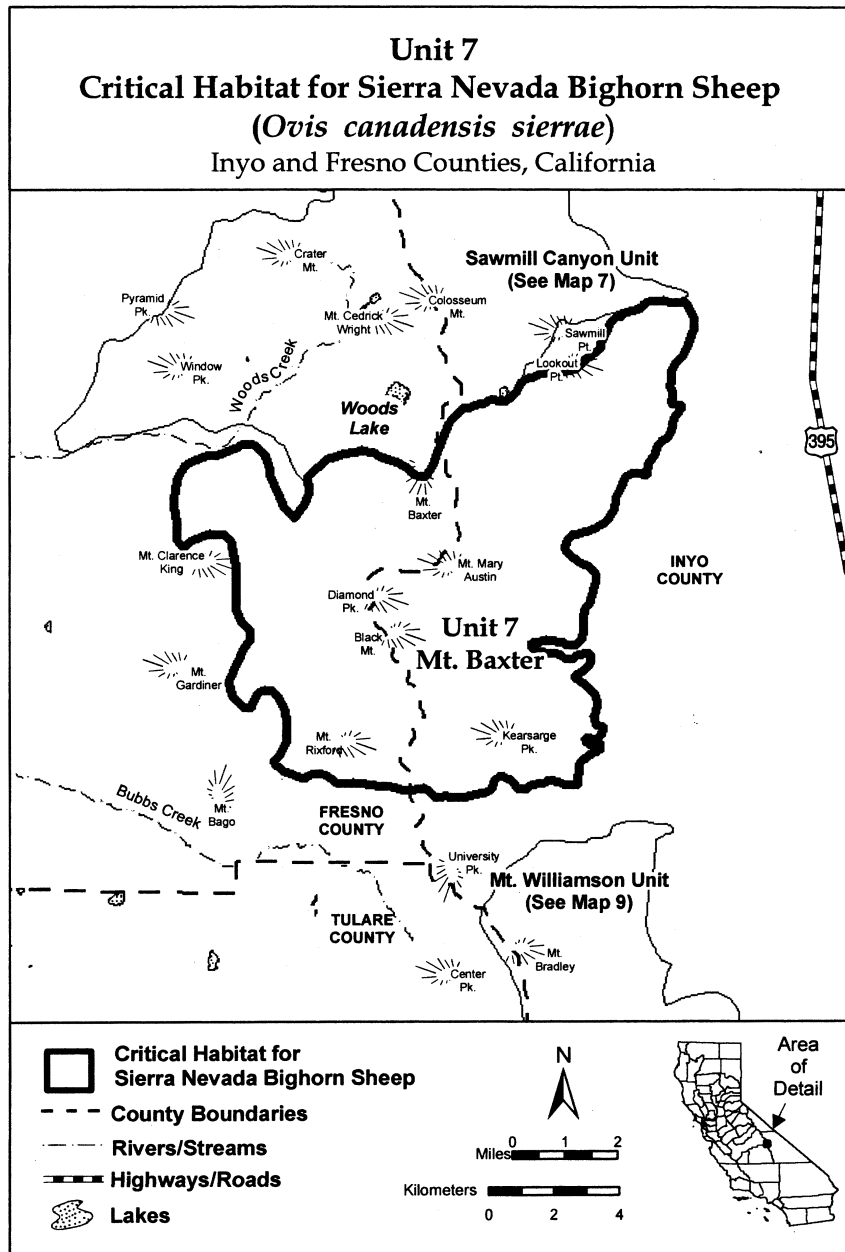 Unit 7
Critical Habitat for Sierra Nevada Bighorn Sheep
(Ovis canadensis sierrae)
Inyo and Fresno Counties, California
Crater
Mt.
Sawmill Canyon Unit
(See Map 7)
Pyramid
Pk.
Colosseum
Mt.
Mt. Cedrick
Wright
Sawmill
Pt.
Window
Pk.
Lookout
Pt.
Woods Creek
Woods
Lake
395
Mt.
Baxter
Mt. Clarence
King
Mt. Mary
Austin
INYO
COUNTY
Diamond
Pk.
Black
Mt.
Unit 7
Mt. Baxter
Mt.
Gardiner
Mt.
Rixford
Kearsarge
Pk.
Bubbs Creek
Mt.
Bago
FRESNO
COUNTY
University
Pk.
Mt. Williamson Unit
(See Map 9)
TULARE
COUNTY
Mt.
Bradley
Center
Pk.
Critical Habitat for
Sierra Nevada Bighorn Sheep
County Boundaries
Rivers/Streams
Highways/Roads
Lakes
N
0 1 2
Miles
Kilometers
0 2 4
Area
of
Detail